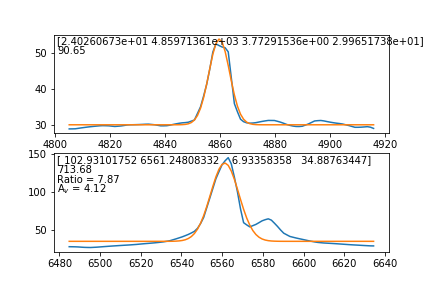 [2.40260673e+01 4.85971361e+03 3.77291536e+00 2.99651738e+01]
90.65
50
40
30
4800 4820 4840 4860 4880 4900 4920
[ 102.93101752 6561.24808332 6.93358358 34.88763447]
713.68
Ratio = 7.87
Aν = 4.12
150
100
50
6480 6500 6520 6540 6560 6580 6600 6620 6640